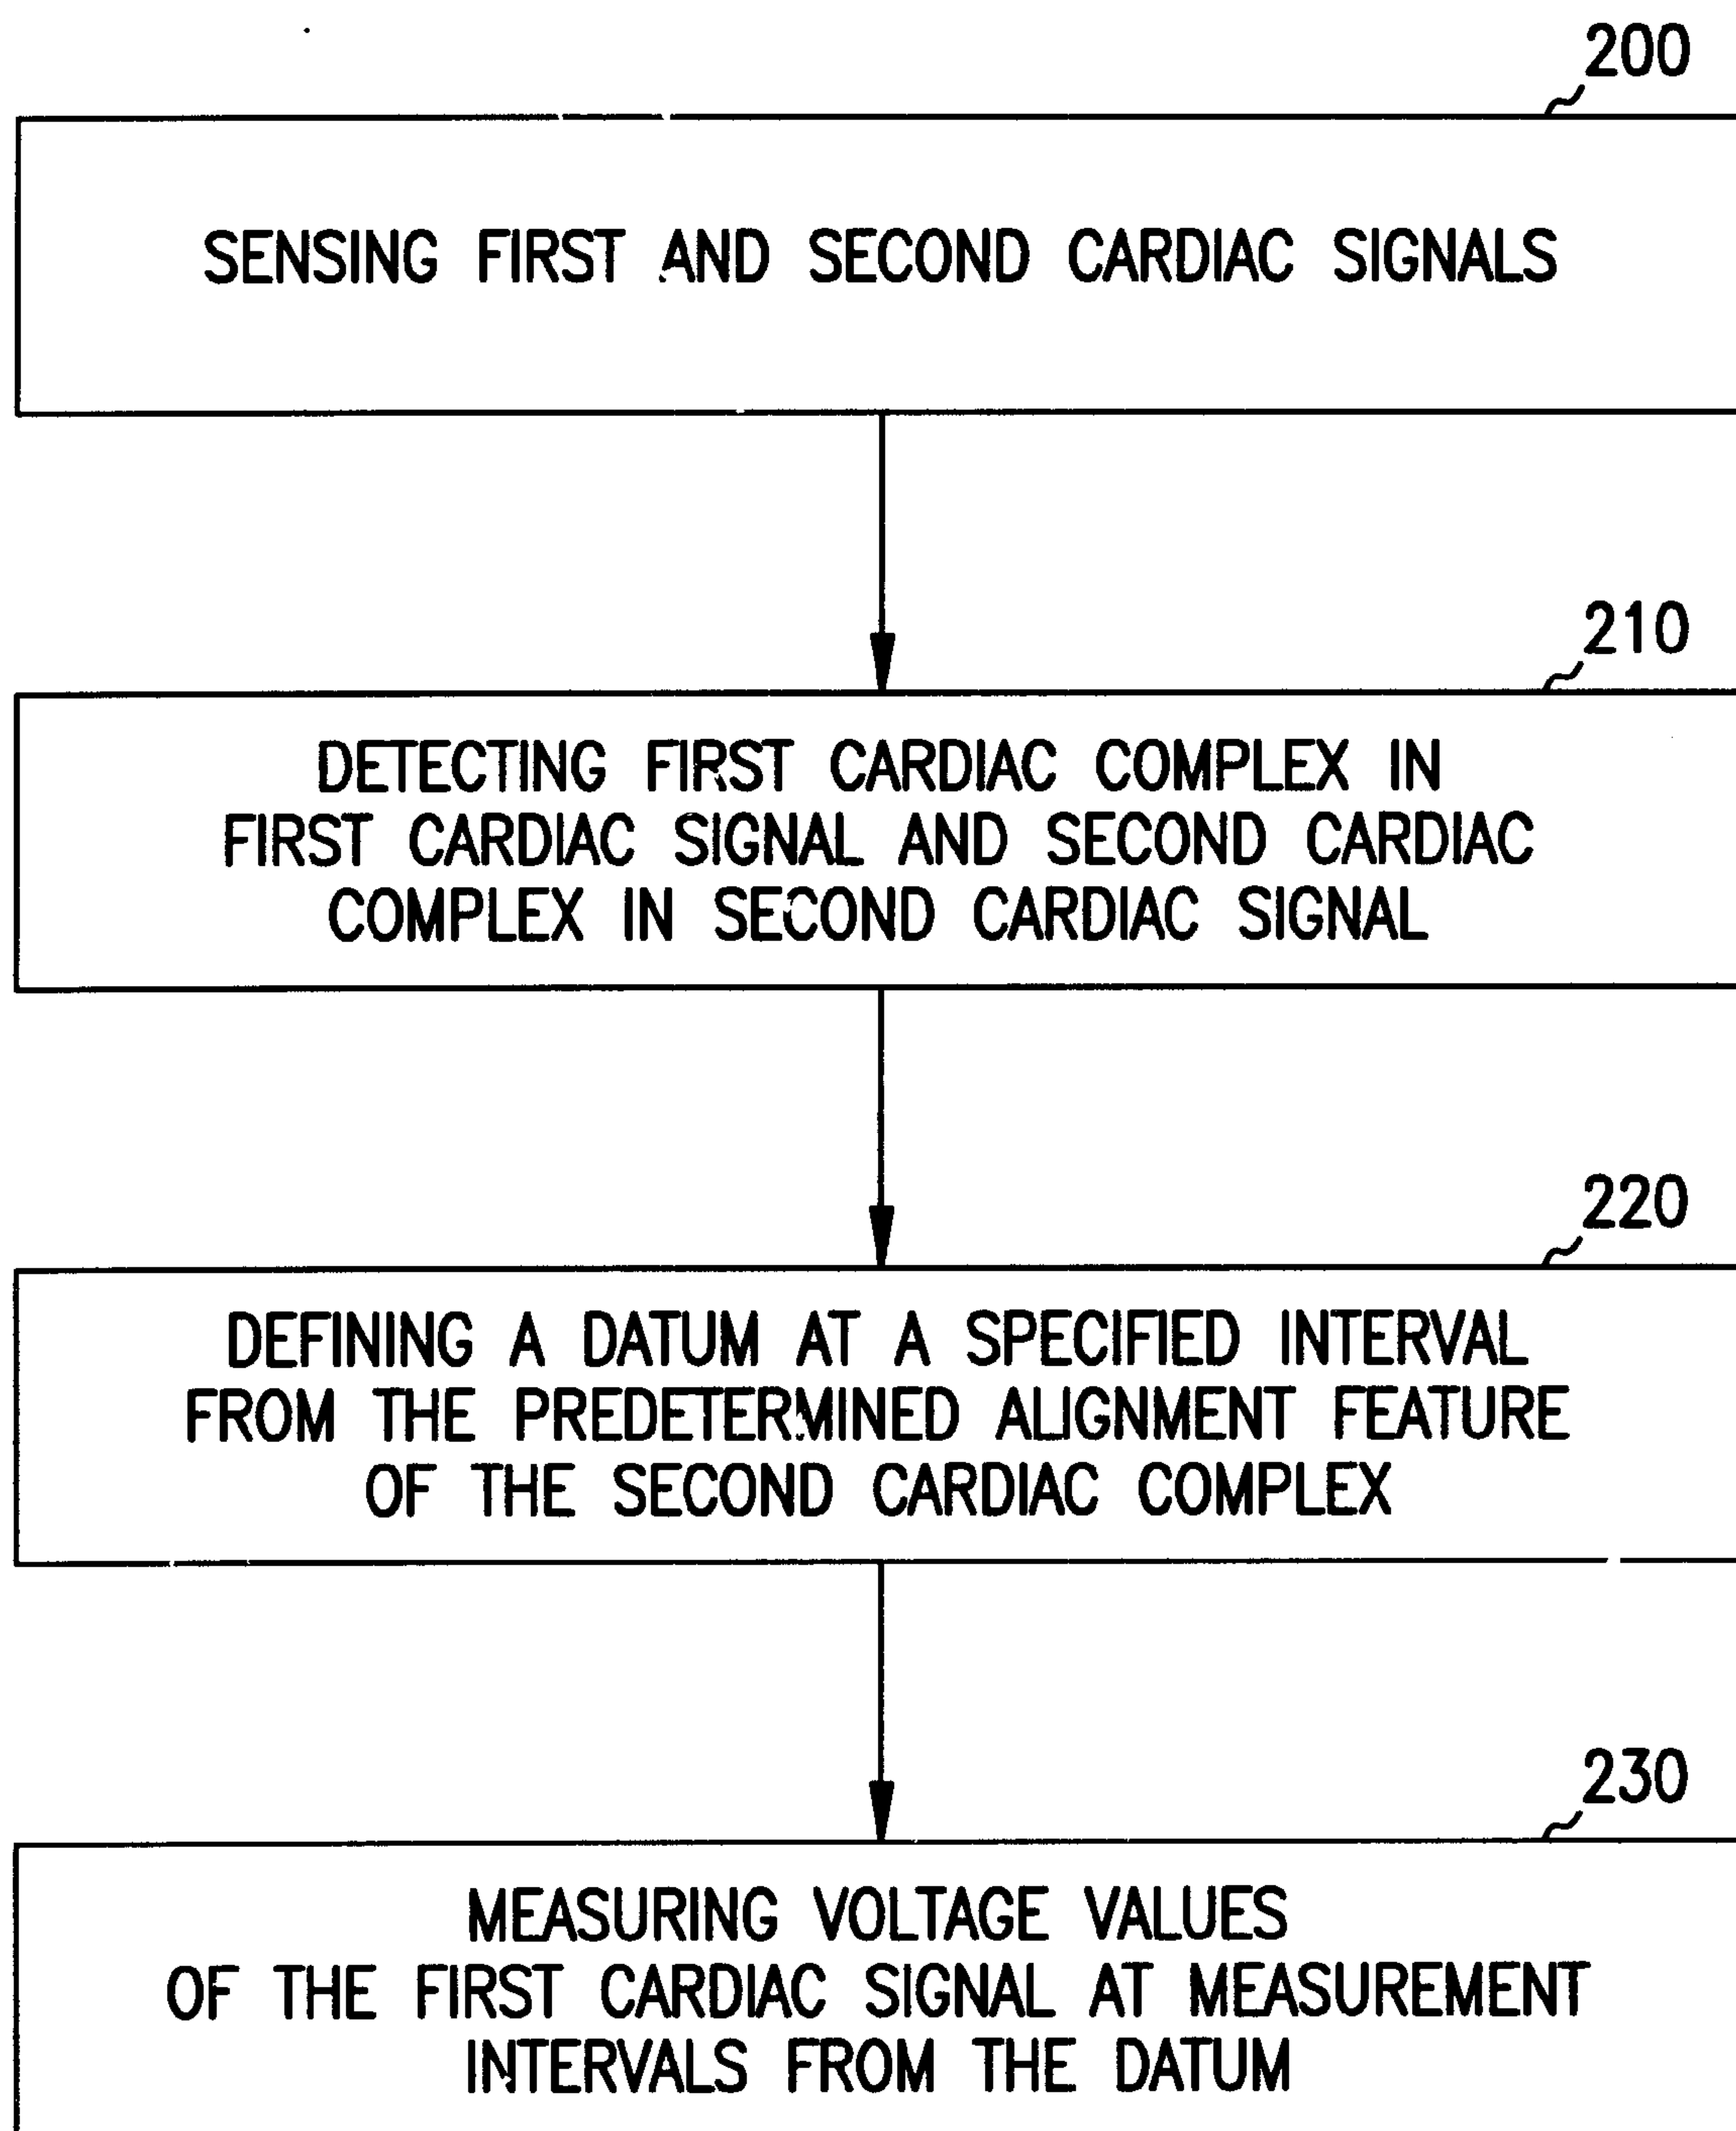 200
SENSING FIRST AND SECOND CARDIAC SIGNALS
210
DETECTING FIRST CARDIAC COMPLEX IN
FIRST CARDIAC SIGNAL AND SECOND CARDIAC
COMPLEX IN SECOND CARDIAC SIGNAL
220
DEFINING A DATUM AT A SPECIFIED INTERVAL
FROM THE PREDETERMINED ALIGNMENT FEATURE
OF THE SECOND CARDIAC COMPLEX
230
MEASURING VOLTAGE VALUES
OF THE FIRST CARDIAC SIGNAL AT MEASUREMENT
INTERVALS FROM THE DATUM